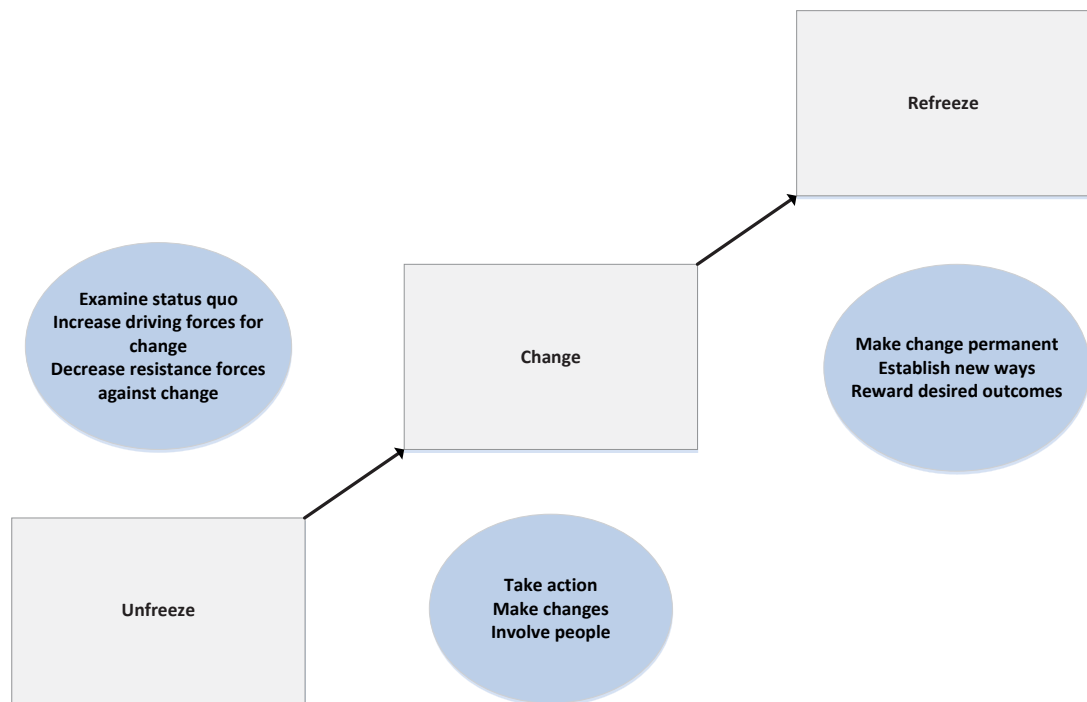 Refreeze
Examine status quo
Increase driving forces for
change
Decrease resistance forces
against change
Change
Make change permanent
Establish new ways
Reward desired outcomes
Unfreeze
Take action
Make changes
Involve people